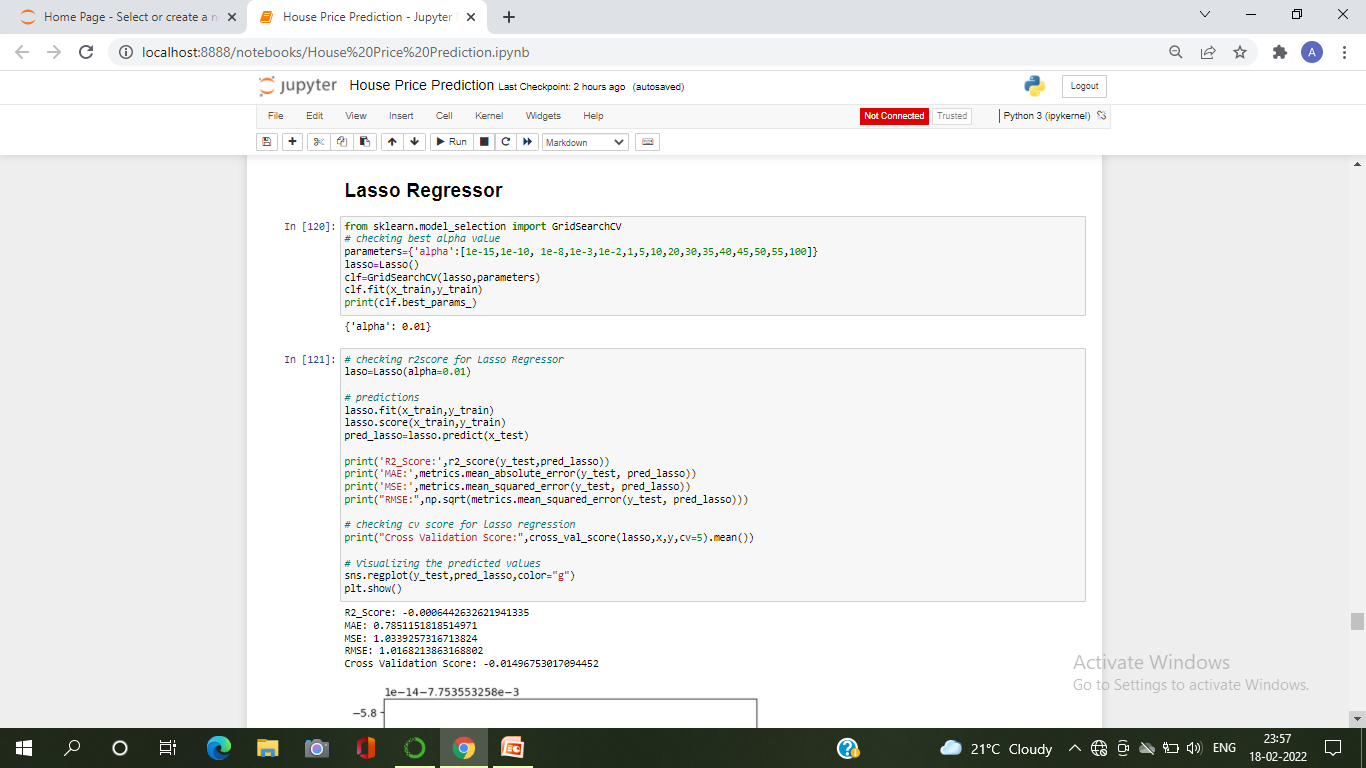 Home Page - Select or create a n
House Price Prediction - Jupyter
localhost:8888/notebooks/House%20Price%20Prediction.ipynb
A
jupyter House Price Prediction Last Checkpoint: 2 hours ago (autosaved)
Logout
File Edit View Insert Cell Kernel Widgets Help
Not Connected Trusted Python 3 (ipykernel)
Run Markdown
Lasso Regressor
In [120]: from sklearn.model_selection import GridSearchCV
# checking best alpha value
parameters={'alpha':[1e-15,1e-10, 1e-8,1e-3,1e-2,1,5,10,20,30,35,40,45,50,55,100]}
lasso=Lasso()
clf=GridSearchCV(lasso,parameters)
clf.fit(x_train,y_train)
print(clf.best_params_)
{'alpha': 0.01}
In [121]: # checking r2score for Lasso Regressor
laso=Lasso(alpha=0.01)
# predictions
lasso.fit(x_train,y_train)
lasso.score(x_train,y_train)
pred_lasso=lasso.predict(x_test)
print('R2_Score:',r2_score(y_test,pred_lasso))
print('MAE:',metrics.mean_absolute_error(y_test, pred_lasso))
print('MSE:',metrics.mean_squared_error(y_test, pred_lasso))
print("RMSE:",np.sqrt(metrics.mean_squared_error(y_test, pred_lasso)))
# checking cv score for Lasso regression
print("Cross Validation Score:",cross_val_score(lasso,x,y,cv=5).mean())
# Visualizing the predicted values
sns.regplot(y_test,pred_lasso,color="g")
plt.show()
R2_Score: -0.0006442632621941335
MAE: 0.7851151818514971
MSE: 1.0339257316713824
RMSE: 1.0168213863168802
Cross Validation Score: -0.01496753017094452
1e−14−7.753553258e−3
−5.8
Activate Windows
Go to Settings to activate Windows.
21°C Cloudy
ENG
23:57
18-02-2022